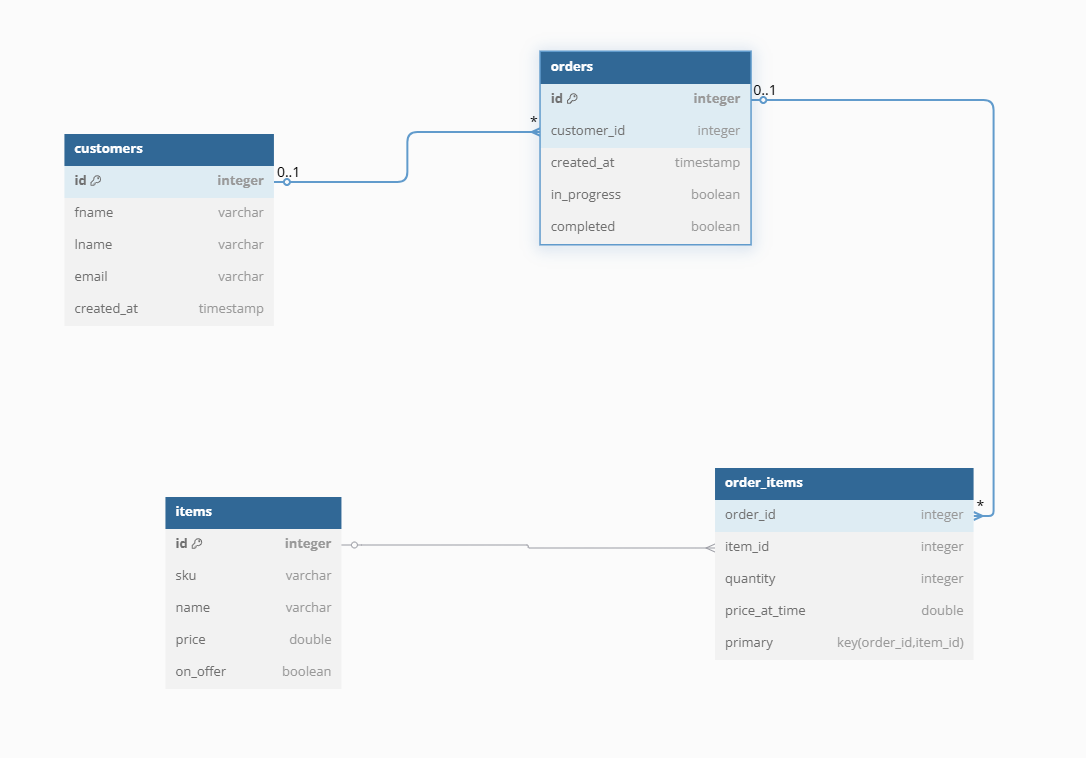 orders
id integer
customer_id integer
created_at timestamp
in_progress boolean
completed boolean
0..1
*
customers
id integer
fname varchar
lname varchar
email varchar
created_at timestamp
0..1
order_items
order_id integer
item_id integer
quantity integer
price_at_time double
primary key(order_id,item_id)
*
items
id integer
sku varchar
name varchar
price double
on_offer boolean